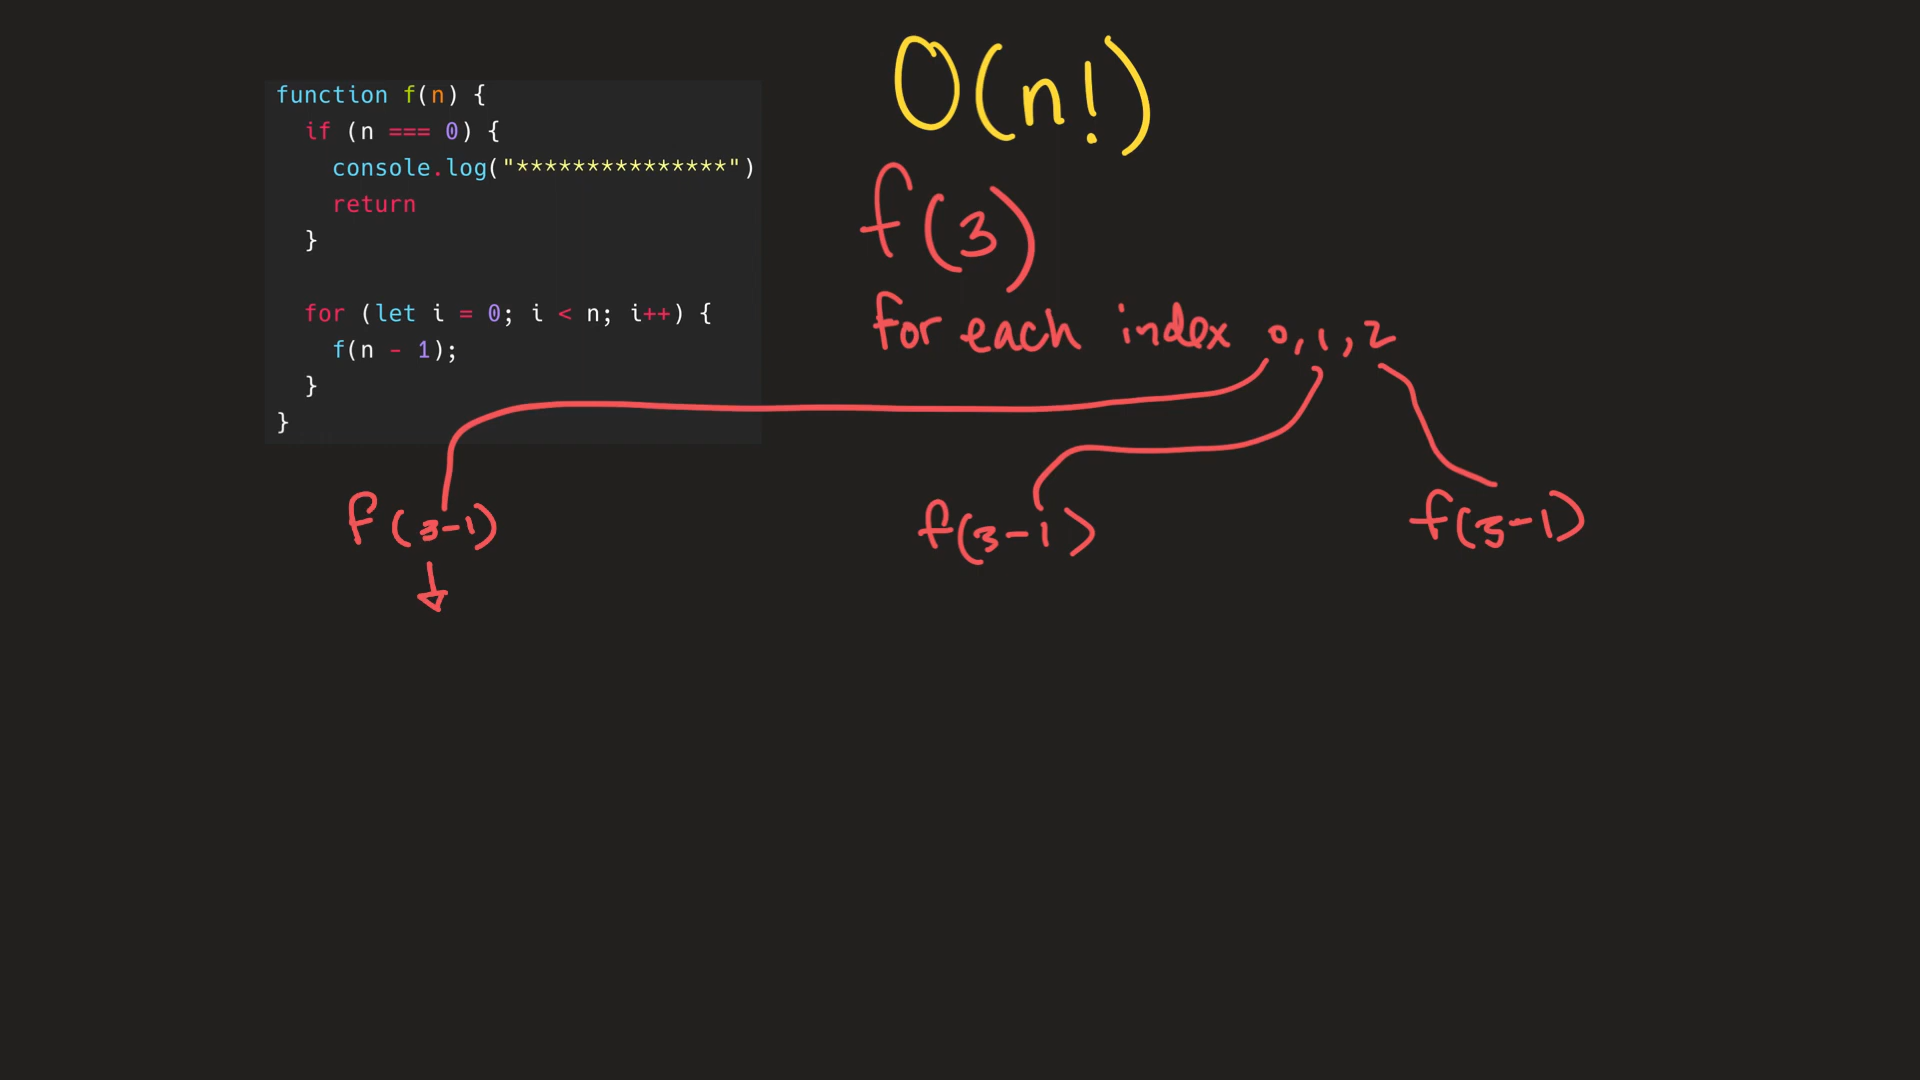 function f(n) {
if (n === 0) {
console.log("***************")
return
}
for (let i = 0; i < n; i++) {
f(n - 1);
}
}
O(n!)
f(3)
for each index 0,1,2
f(3-1)
f(3-1)
f(3-1)